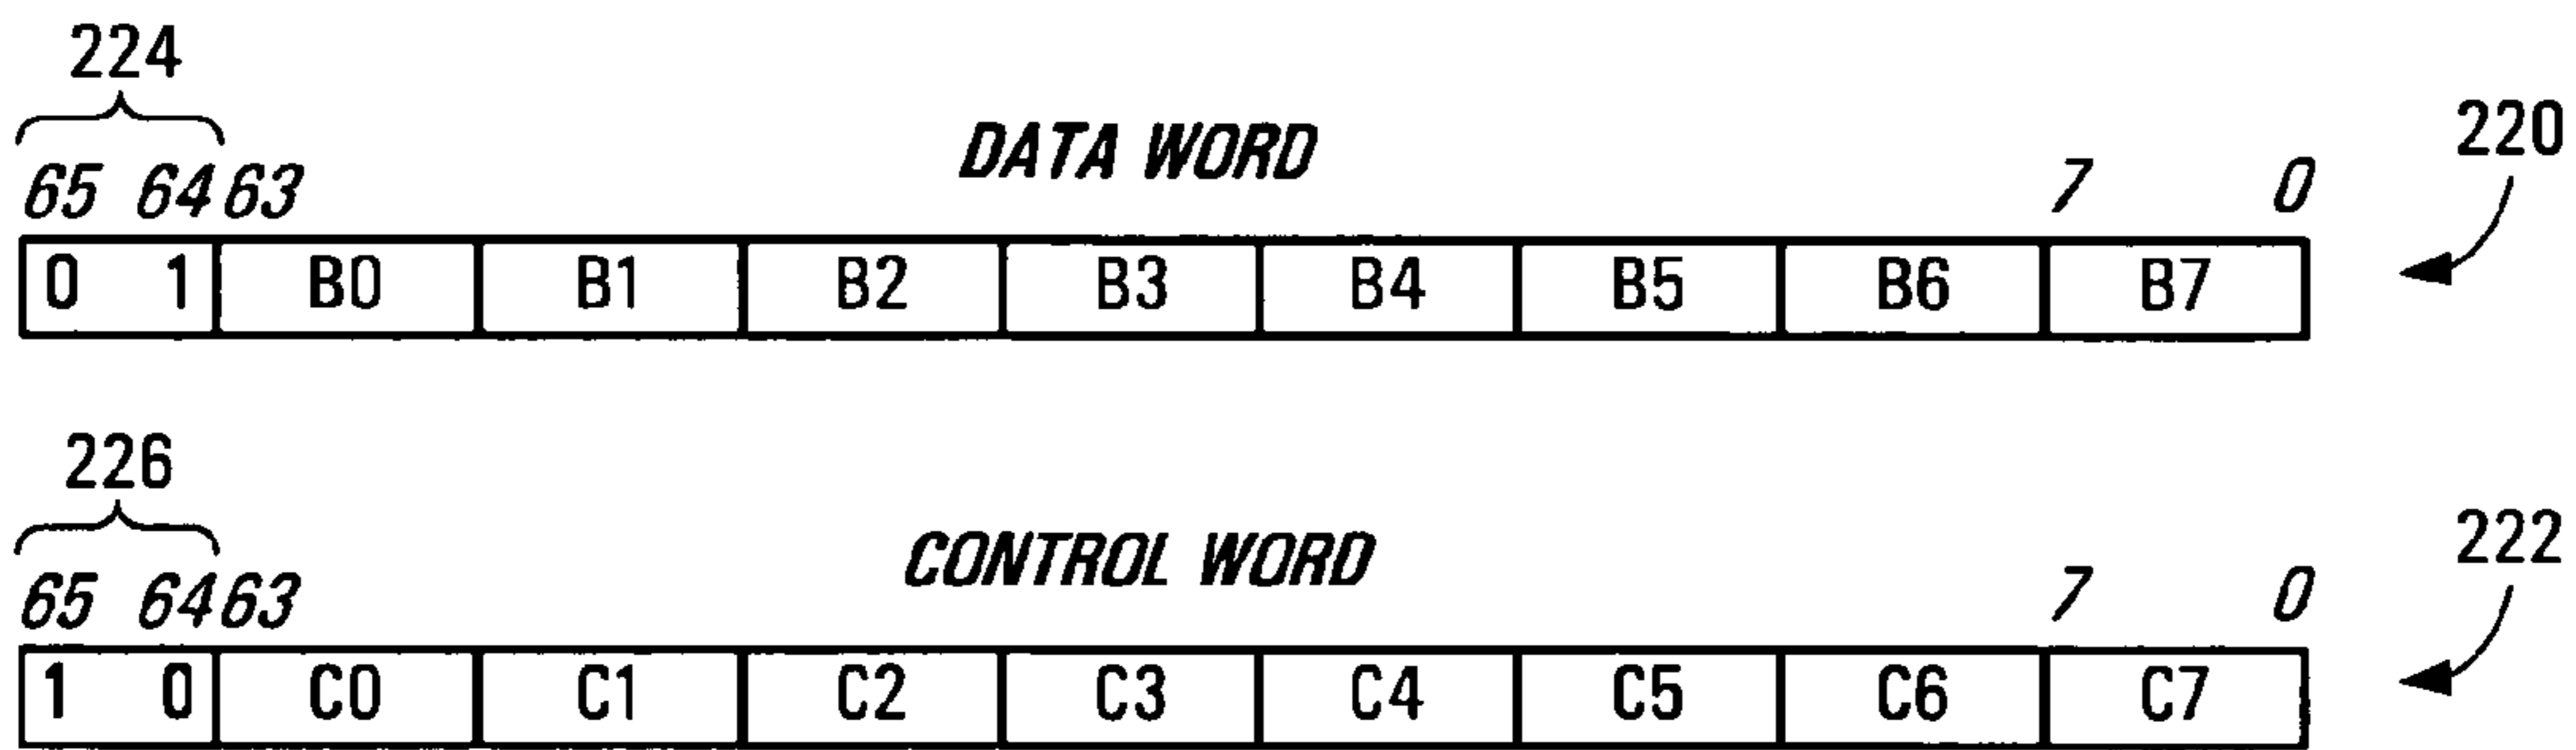 224
DATA WORD
220
65 64 63 7 0
0 1 B0 B1 B2 B3 B4 B5 B6 B7
226
CONTROL WORD
222
65 64 63 7 0
1 0 C0 C1 C2 C3 C4 C5 C6 C7